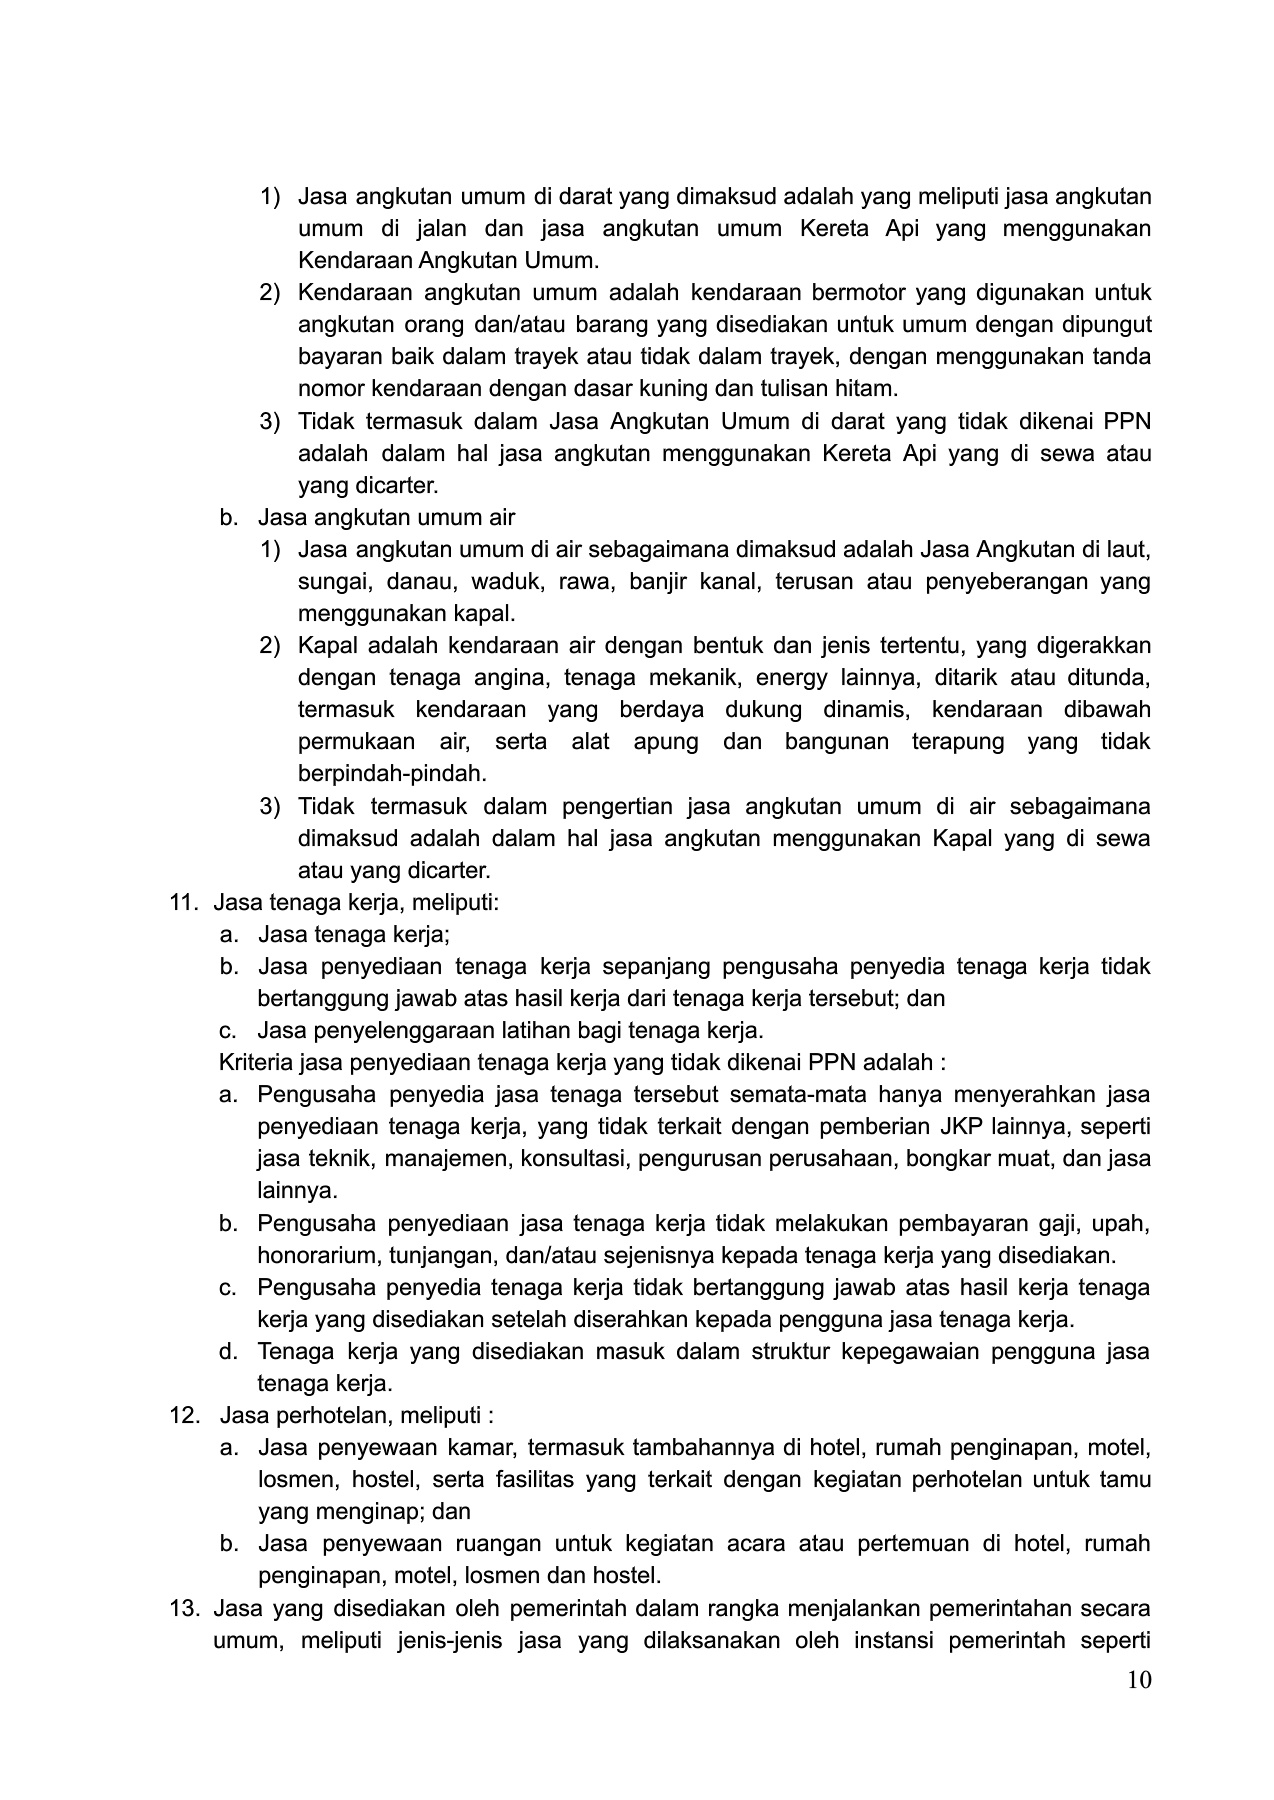 1) Jasa angkutan umum di darat yang dimaksud adalah yang meliputi jasa angkutan
umum di jalan dan jasa angkutan umum Kereta Api yang menggunakan
Kendaraan Angkutan Umum.
2) Kendaraan angkutan umum adalah kendaraan bermotor yang digunakan untuk
angkutan orang dan/atau barang yang disediakan untuk umum dengan dipungut
bayaran baik dalam trayek atau tidak dalam trayek, dengan menggunakan tanda
nomor kendaraan dengan dasar kuning dan tulisan hitam.
3) Tidak termasuk dalam Jasa Angkutan Umum di darat yang tidak dikenai PPN
adalah dalam hal jasa angkutan menggunakan Kereta Api yang di sewa atau
yang dicarter.
b. Jasa angkutan umum air
1) Jasa angkutan umum di air sebagaimana dimaksud adalah Jasa Angkutan di laut,
sungai, danau, waduk, rawa, banjir kanal, terusan atau penyeberangan yang
menggunakan kapal.
2) Kapal adalah kendaraan air dengan bentuk dan jenis tertentu, yang digerakkan
dengan tenaga angina, tenaga mekanik, energy lainnya, ditarik atau ditunda,
termasuk kendaraan yang berdaya dukung dinamis, kendaraan dibawah
permukaan air, serta alat apung dan bangunan terapung yang tidak
berpindah-pindah.
3) Tidak termasuk dalam pengertian jasa angkutan umum di air sebagaimana
dimaksud adalah dalam hal jasa angkutan menggunakan Kapal yang di sewa
atau yang dicarter.
11. Jasa tenaga kerja, meliputi:
a. Jasa tenaga kerja;
b. Jasa penyediaan tenaga kerja sepanjang pengusaha penyedia tenaga kerja tidak
bertanggung jawab atas hasil kerja dari tenaga kerja tersebut; dan
c. Jasa penyelenggaraan latihan bagi tenaga kerja.
Kriteria jasa penyediaan tenaga kerja yang tidak dikenai PPN adalah :
a. Pengusaha penyedia jasa tenaga tersebut semata-mata hanya menyerahkan jasa
penyediaan tenaga kerja, yang tidak terkait dengan pemberian JKP lainnya, seperti
jasa teknik, manajemen, konsultasi, pengurusan perusahaan, bongkar muat, dan jasa
lainnya.
b. Pengusaha penyediaan jasa tenaga kerja tidak melakukan pembayaran gaji, upah,
honorarium, tunjangan, dan/atau sejenisnya kepada tenaga kerja yang disediakan.
c. Pengusaha penyedia tenaga kerja tidak bertanggung jawab atas hasil kerja tenaga
kerja yang disediakan setelah diserahkan kepada pengguna jasa tenaga kerja.
d. Tenaga kerja yang disediakan masuk dalam struktur kepegawaian pengguna jasa
tenaga kerja.
12. Jasa perhotelan, meliputi :
a. Jasa penyewaan kamar, termasuk tambahannya di hotel, rumah penginapan, motel,
losmen, hostel, serta fasilitas yang terkait dengan kegiatan perhotelan untuk tamu
yang menginap; dan
b. Jasa penyewaan ruangan untuk kegiatan acara atau pertemuan di hotel, rumah
penginapan, motel, losmen dan hostel.
13. Jasa yang disediakan oleh pemerintah dalam rangka menjalankan pemerintahan secara
umum, meliputi jenis-jenis jasa yang dilaksanakan oleh instansi pemerintah seperti
10